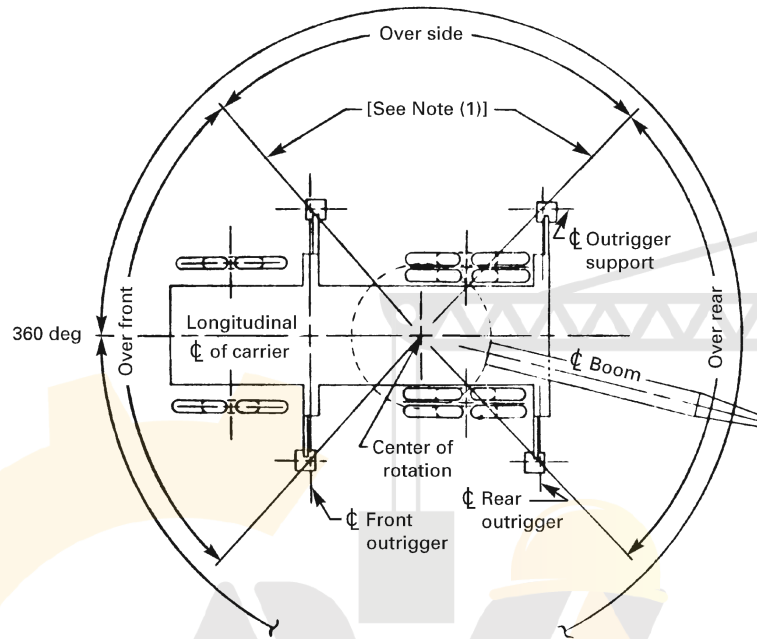 Over side
[See Note (1)]
℄ Outrigger
support
360 deg
Over front
Longitudinal
℄ of carrier
Over rear
℄ Boom
Center of
rotation
℄ Rear
outrigger
℄ Front
outrigger